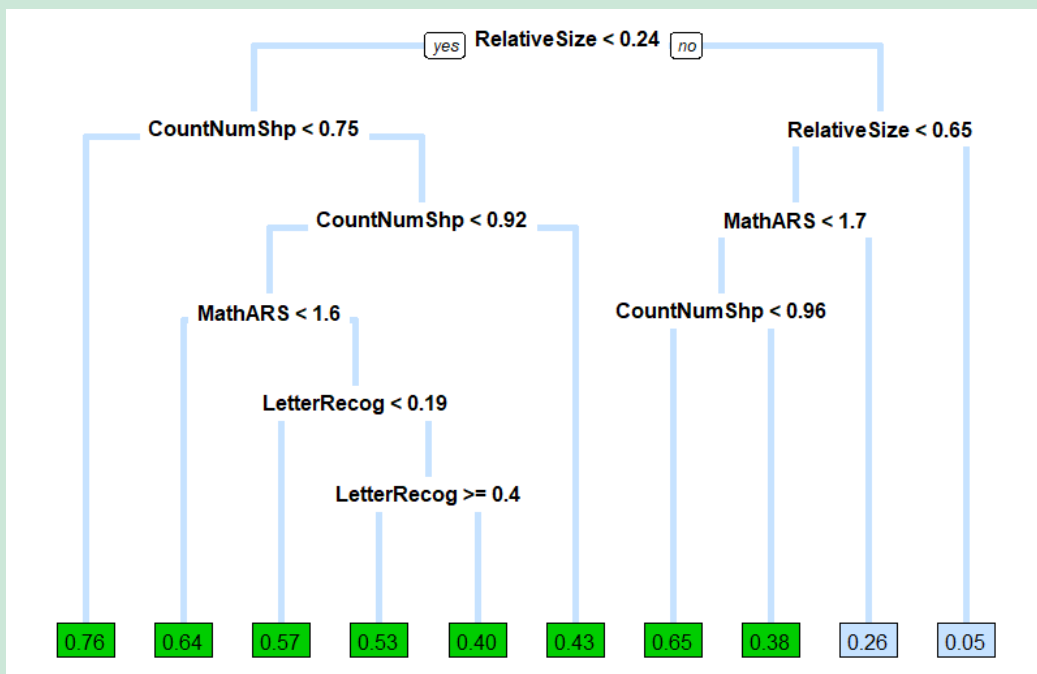 yes RelativeSize < 0.24 no
CountNumShp < 0.75
RelativeSize < 0.65
CountNumShp < 0.92
MathARS < 1.7
MathARS < 1.6
CountNumShp < 0.96
LetterRecog < 0.19
LetterRecog >= 0.4
0.76 0.64 0.57 0.53 0.40 0.43 0.65 0.38 0.26 0.05